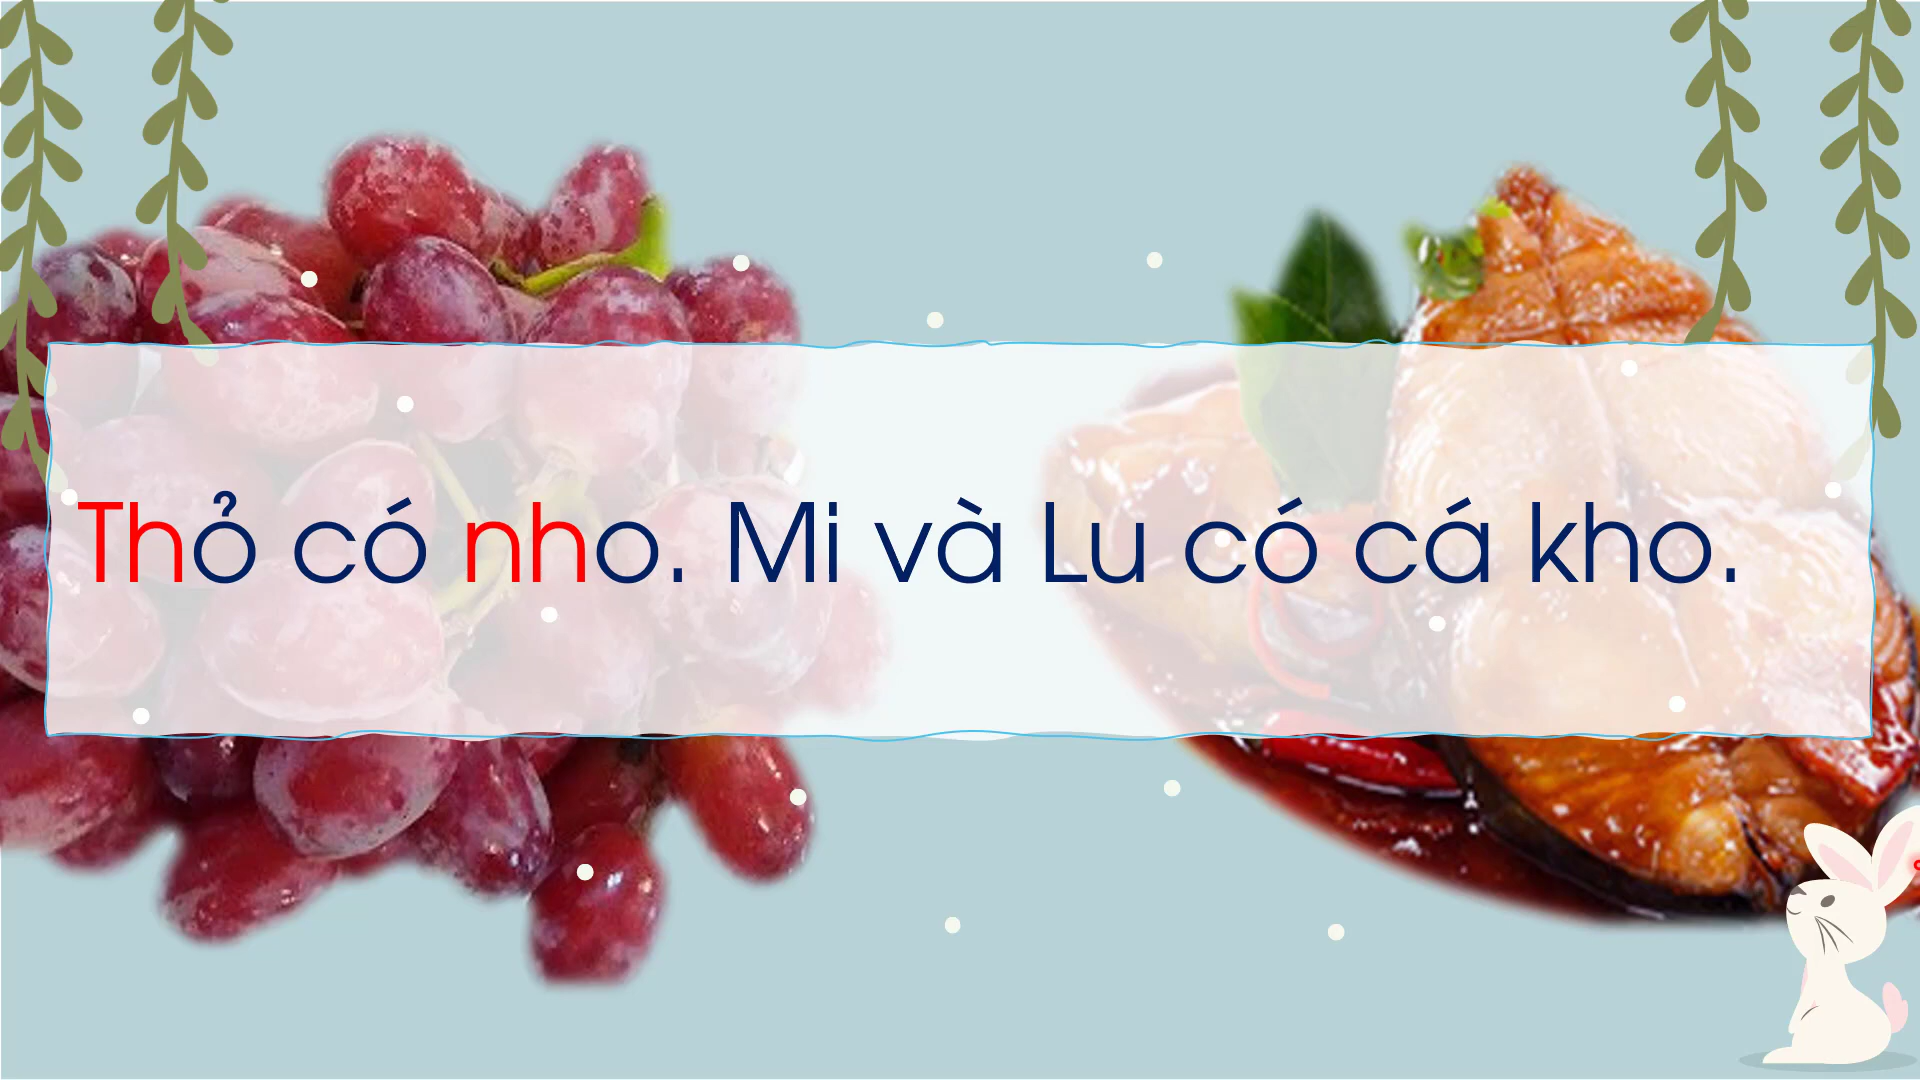 Thỏ có nho. Mi và Lu có cá kho.